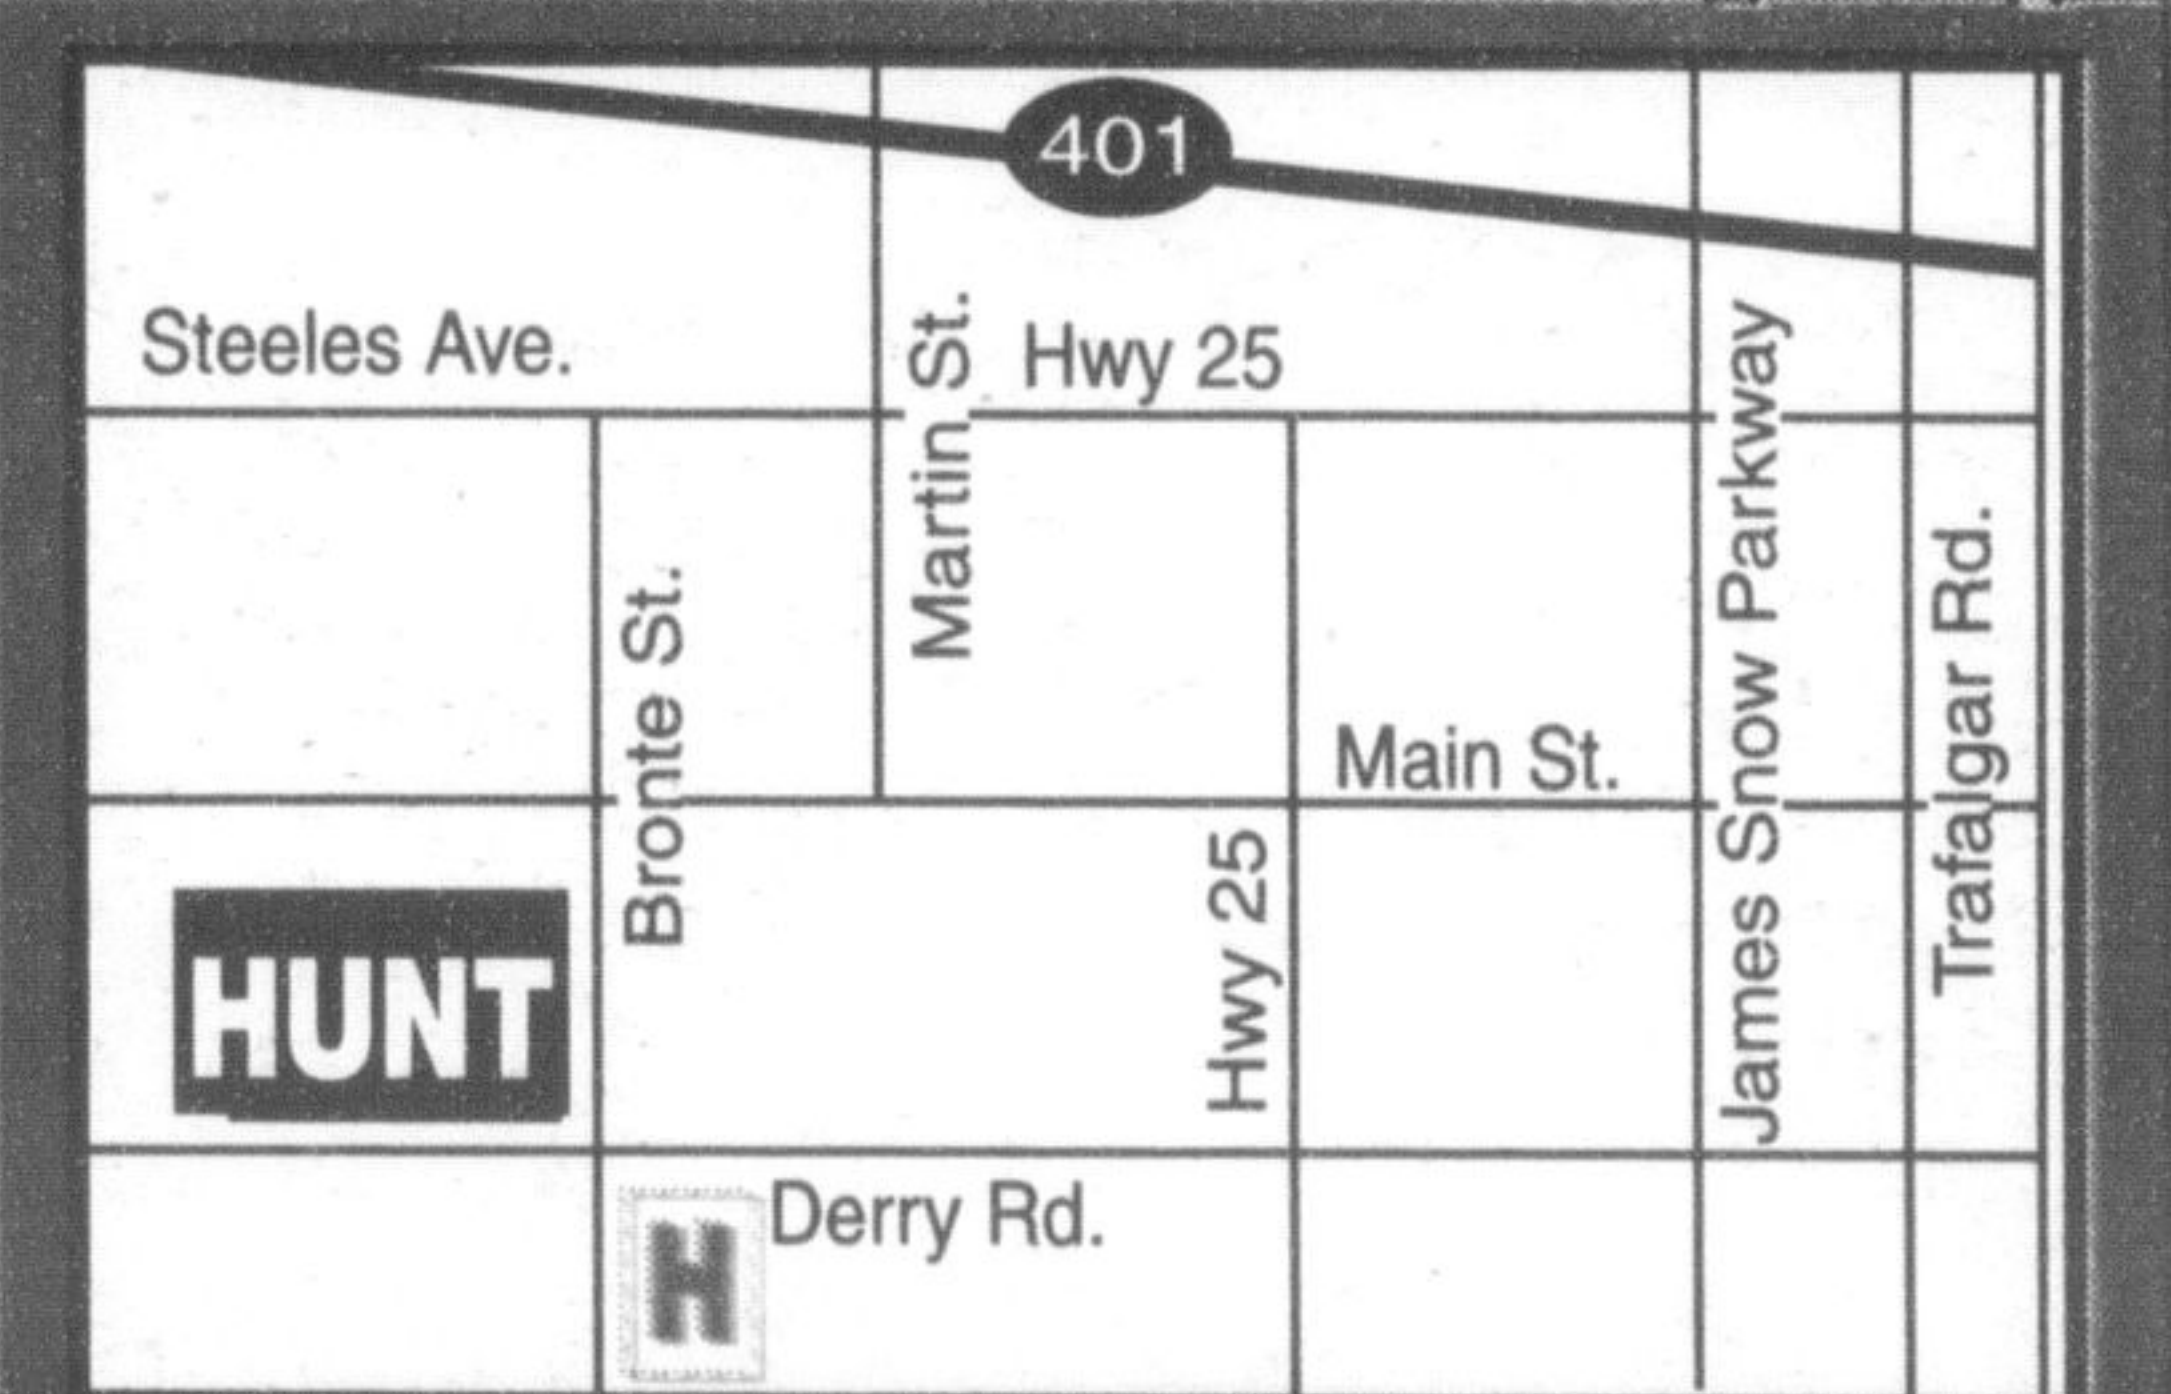 401
Steeles Ave.
Martin St.
Hwy 25
James Snow Parkway
Trafalgar Rd.
Bronte St.
Main St.
Hwy 25
HUNT
Derry Rd.
H